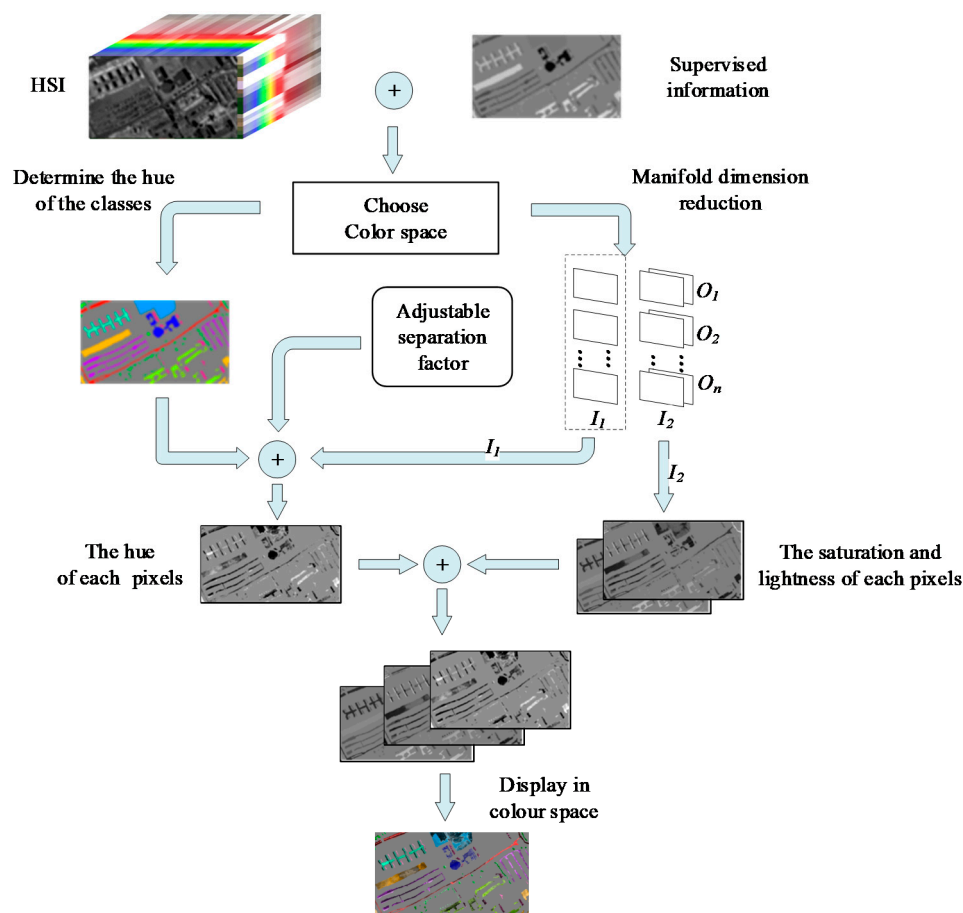 HSI
+
Supervised
information
Determine the hue
of the classes
Choose
Color space
Manifold dimension
reduction
Adjustable
separation
factor
O1
O2
On
I1
I2
+
I1
I2
The hue
of each pixels
+
The saturation and
lightness of each pixels
Display in
colour space